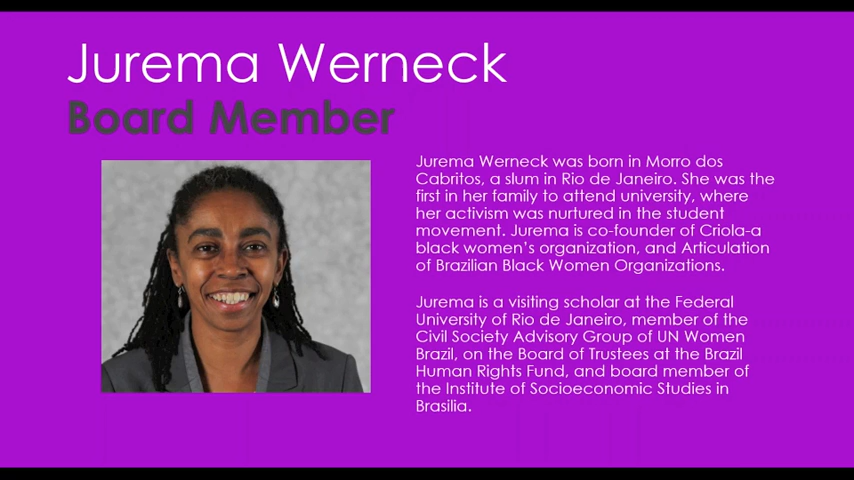 Jurema Werneck
Board Member
Jurema Werneck was born in Morro dos
Cabritos, a slum in Rio de Janeiro. She was the
first in her family to attend university, where
her activism was nurtured in the student
movement. Jurema is co-founder of Criola-a
black women's organization, and Articulation
of Brazilian Black Women Organizations.
Jurema is a visiting scholar at the Federal
University of Rio de Janeiro, member of the
Civil Society Advisory Group of UN Women
Brazil, on the Board of Trustees at the Brazil
Human Rights Fund, and board member of
the Institute of Socioeconomic Studies in
Brasilia.